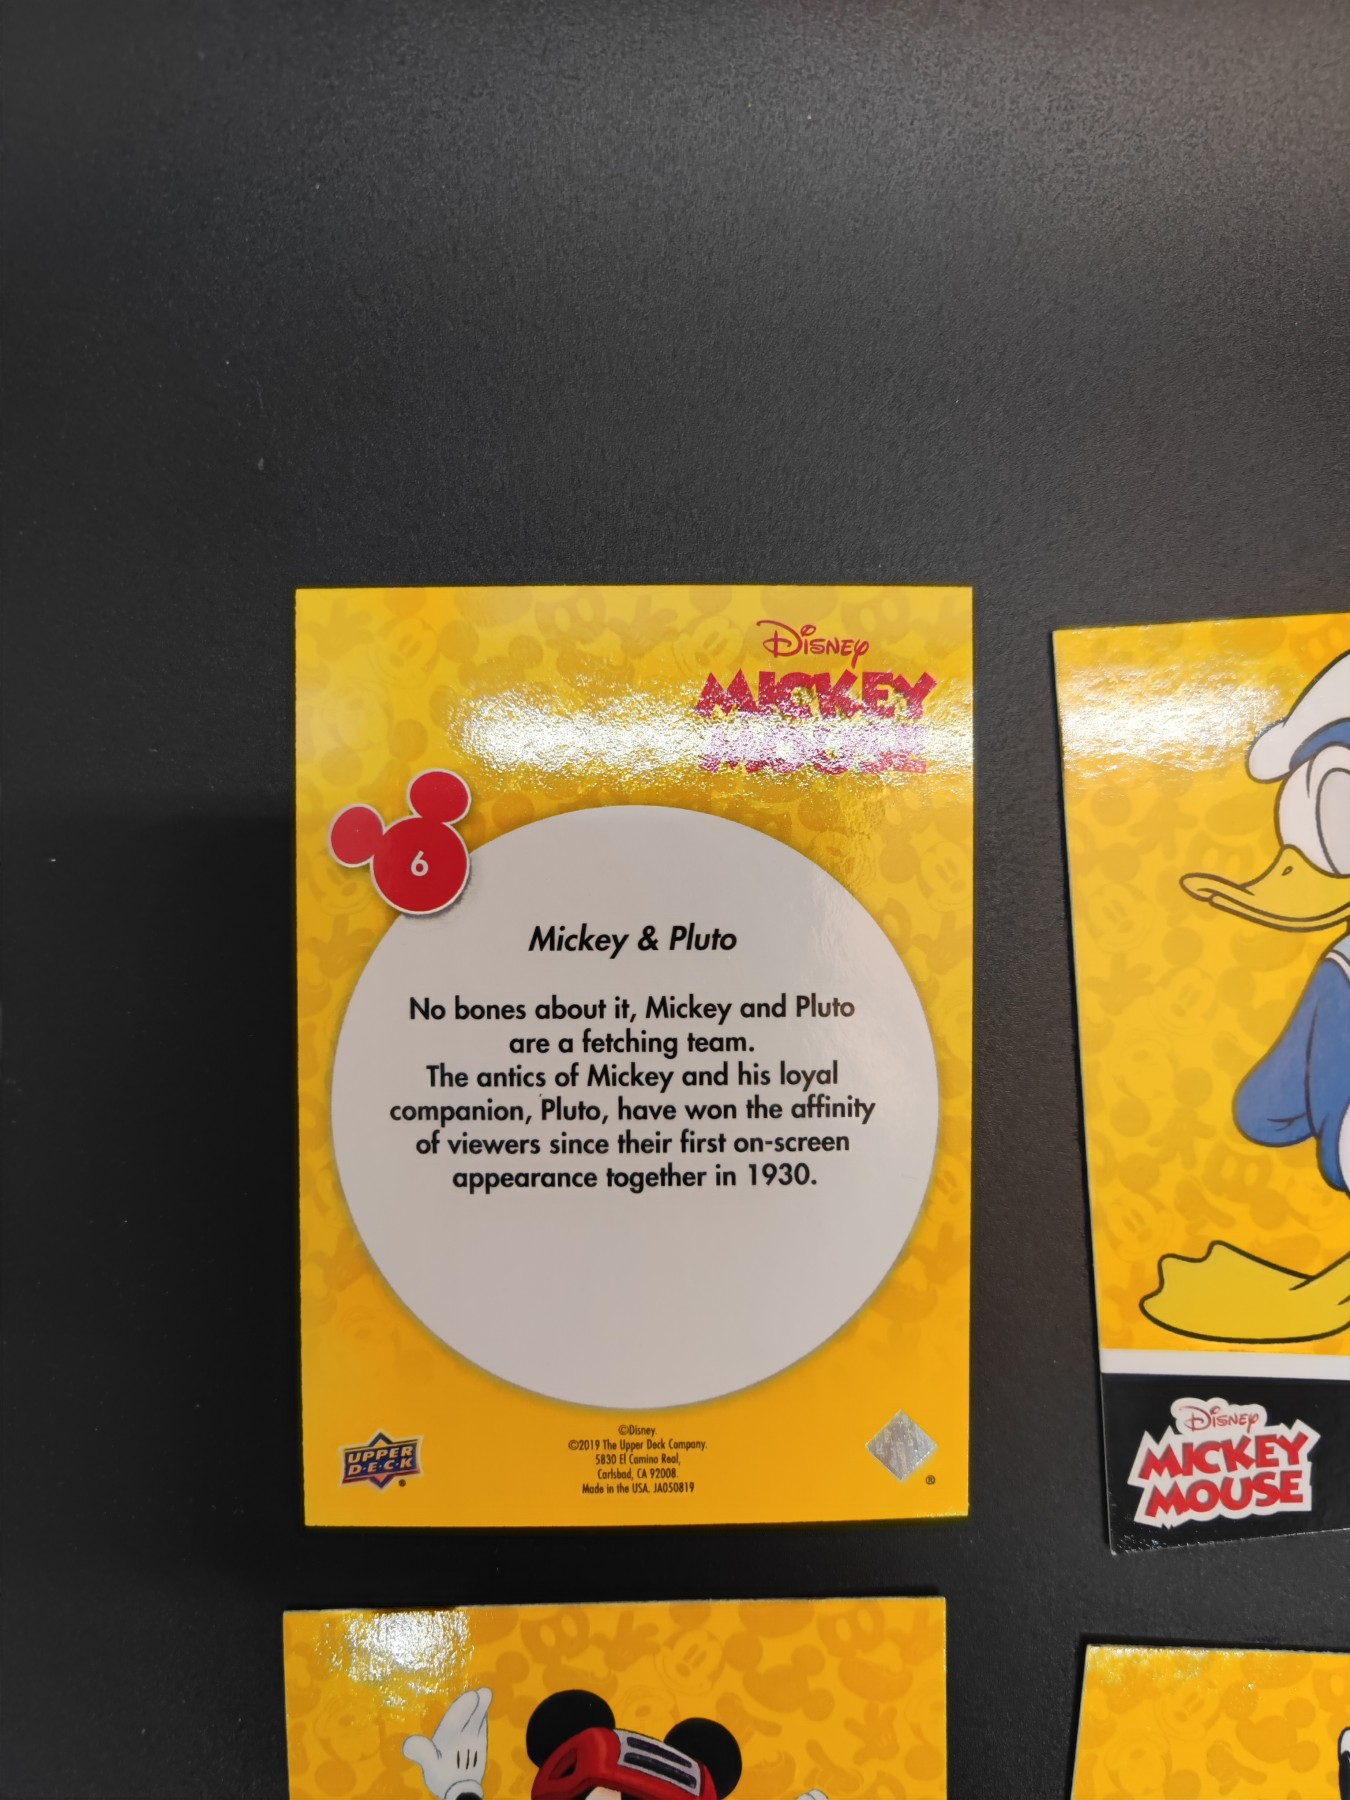 Disney
MICKEY
MOUSE
6
Mickey & Pluto
No bones about it, Mickey and Pluto
are a fetching team.
The antics of Mickey and his loyal
companion, Pluto, have won the affinity
of viewers since their first on-screen
appearance together in 1930.
UPPER
D·E·C·K
®
©Disney.
©2019 The Upper Deck Company.
5830 El Camino Real,
Carlsbad, CA 92008.
Made in the USA. JA050819
®
Disney
MICKEY
MOUSE